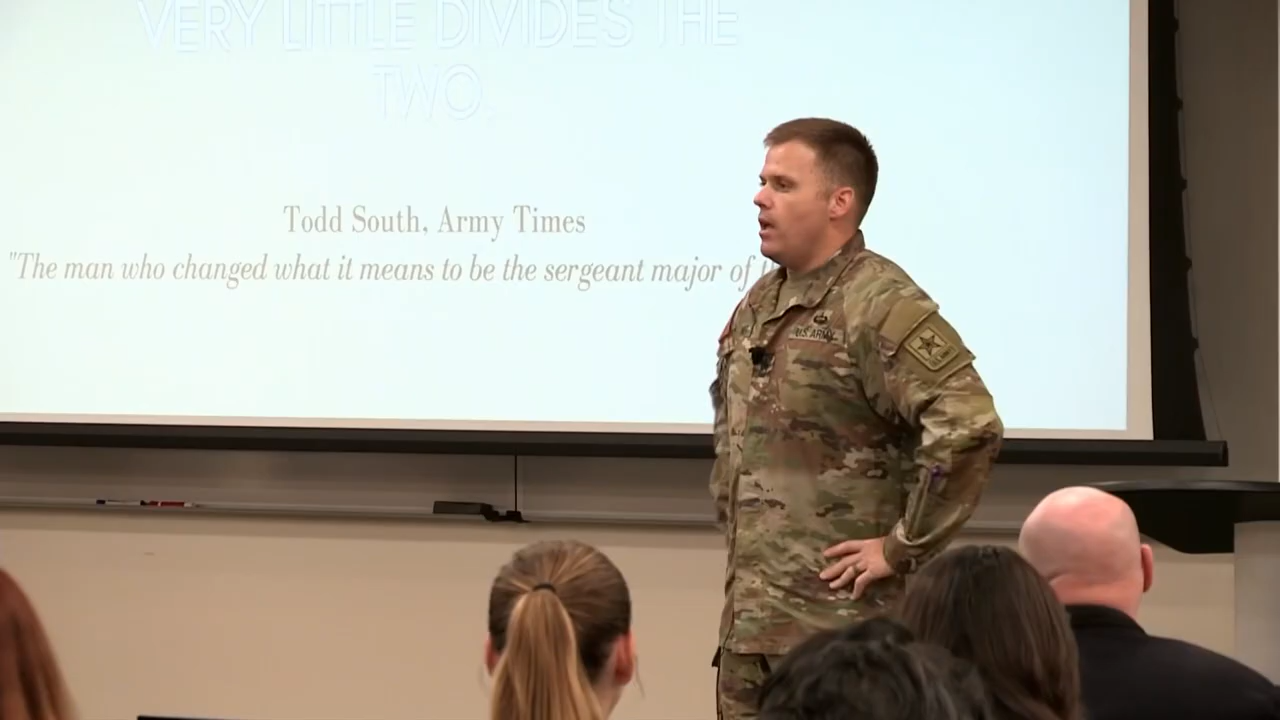 VERY LITTLE DIVIDES THE
TWO.
Todd South, Army Times
"The man who changed what it means to be the sergeant major of
U.S. ARMY